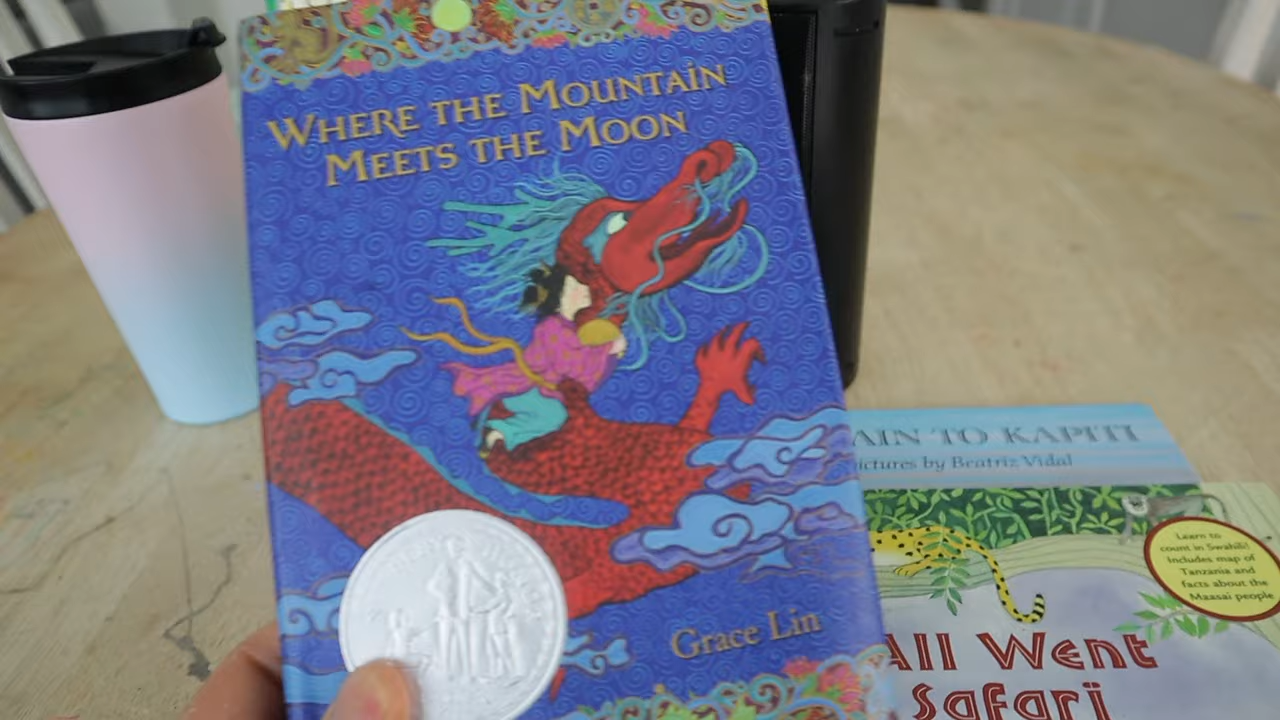 WHERE THE MOUNTAIN
MEETS THE MOON
Grace Lin
AIN TO KAPITI
ictures by Beatriz Vidal
Learn to
count in Swahili!
Includes map of
Tanzania and
facts about the
Maasai people
All Went
Safari